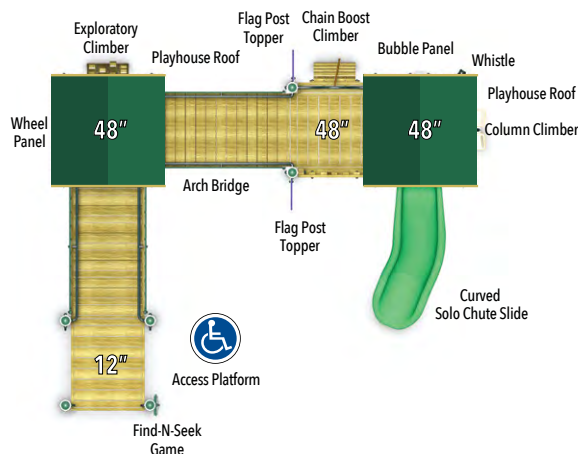 Exploratory
Climber
Playhouse Roof
Flag Post
Topper
Chain Boost
Climber
Bubble Panel
Whistle
Playhouse Roof
Wheel
Panel
48"
48"
48"
Column Climber
Arch Bridge
Flag Post
Topper
Curved
Solo Chute Slide
12"
Access Platform
Find-N-Seek
Game